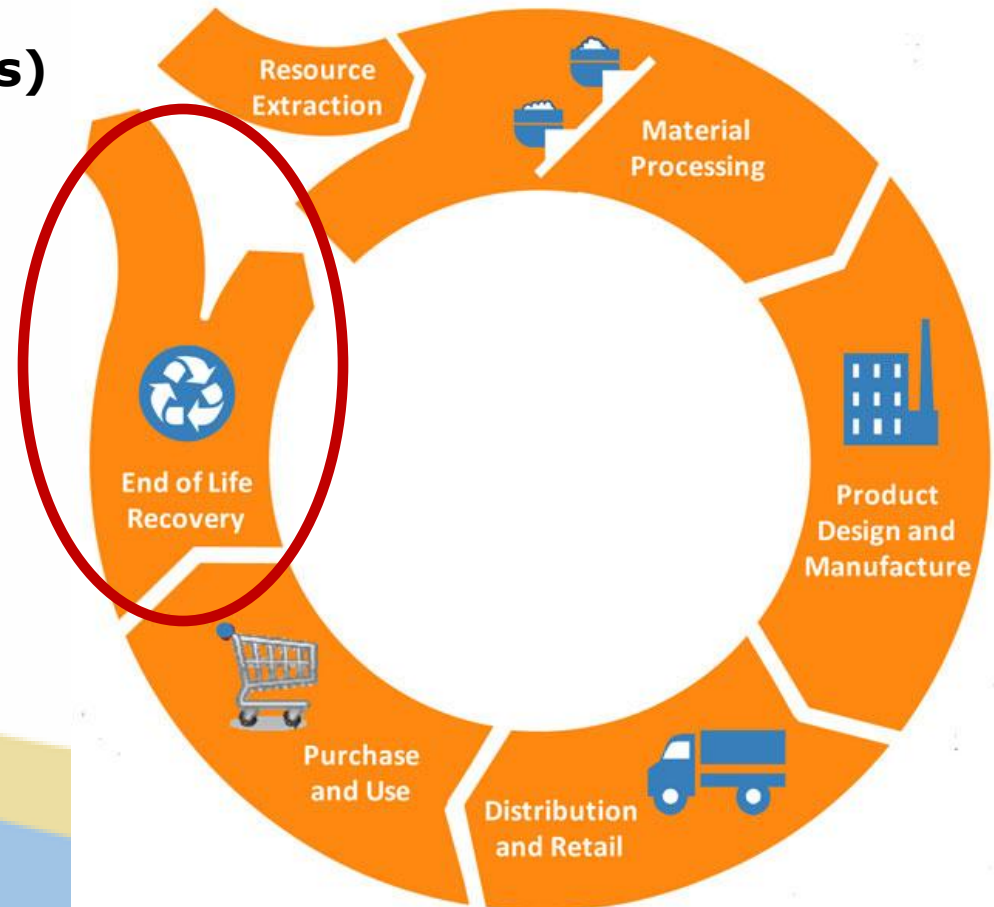 s)
Resource
Extraction
Material
Processing
Product
Design and
Manufacture
Distribution
and Retail
Purchase
and Use
End of Life
Recovery